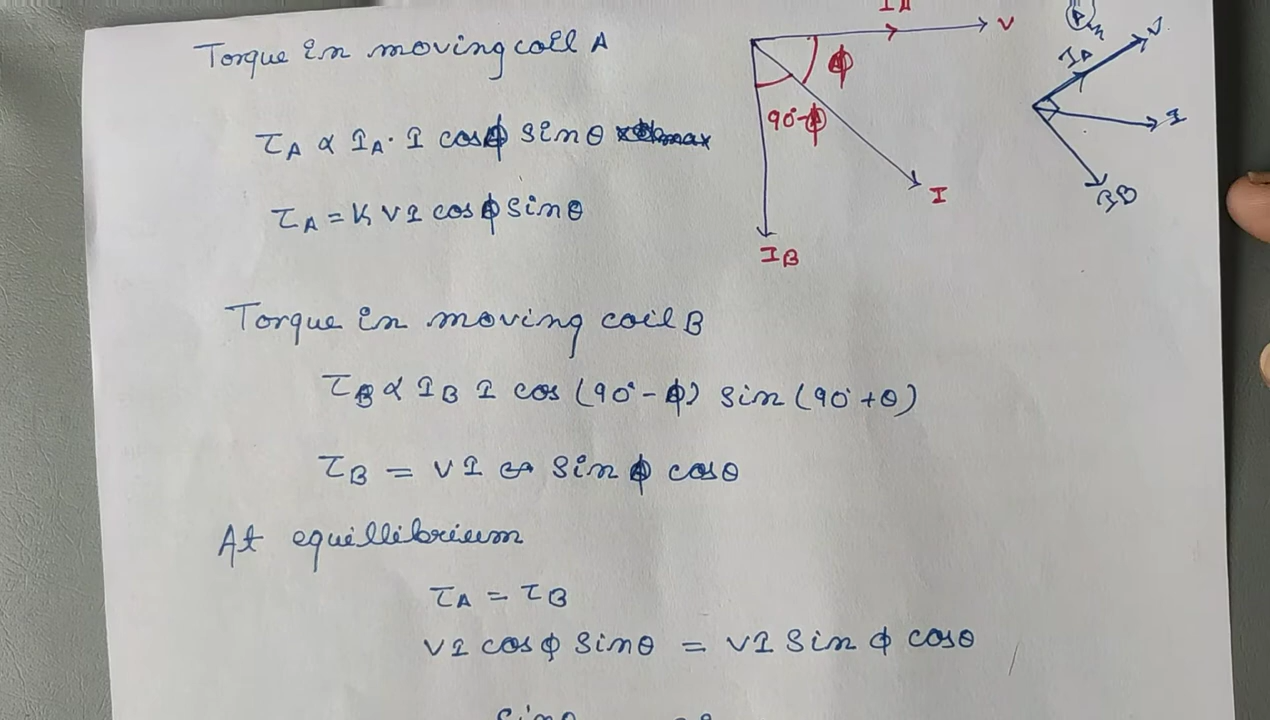 Torque in moving coil A
τA ∝ IA. I cosϕ sinθ
τA = K V I cosϕ sinθ
V
ϕ
90°-ϕ
I
IB
V
IA
I
Torque in moving coil B
τB ∝ IB I cos (90°-ϕ) sin (90°+θ)
τB = V I sinϕ cosθ
At equillibrium
τA = τB
V I cosϕ sinθ = V I sinϕ cosθ